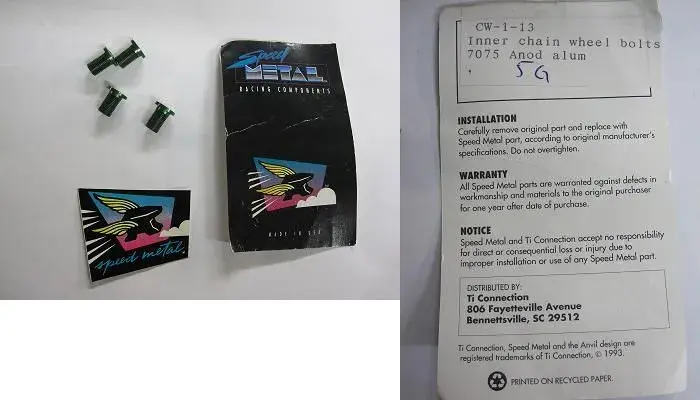 Speed
METAL
RACING COMPONENTS
MADE IN USA
speed metal
CW-1-13
Inner chain wheel bolts
7075 Anod alum
5G
INSTALLATION
Carefully remove original part and replace with
Speed Metal part, according to original manufacturer's
specifications. Do not overtighten.
WARRANTY
All Speed Metal parts are warranted against defects in
workmanship and materials to the original purchaser
for one year after date of purchase.
NOTICE
Speed Metal and Ti Connection accept no responsibility
for direct or consequential loss or injury due to
improper installation or use of any Speed Metal part.
DISTRIBUTED BY:
Ti Connection
806 Fayetteville Avenue
Bennettsville, SC 29512
Ti Connection, Speed Metal and the Anvil design are
registered trademarks of Ti Connection, © 1993.
PRINTED ON RECYCLED PAPER.